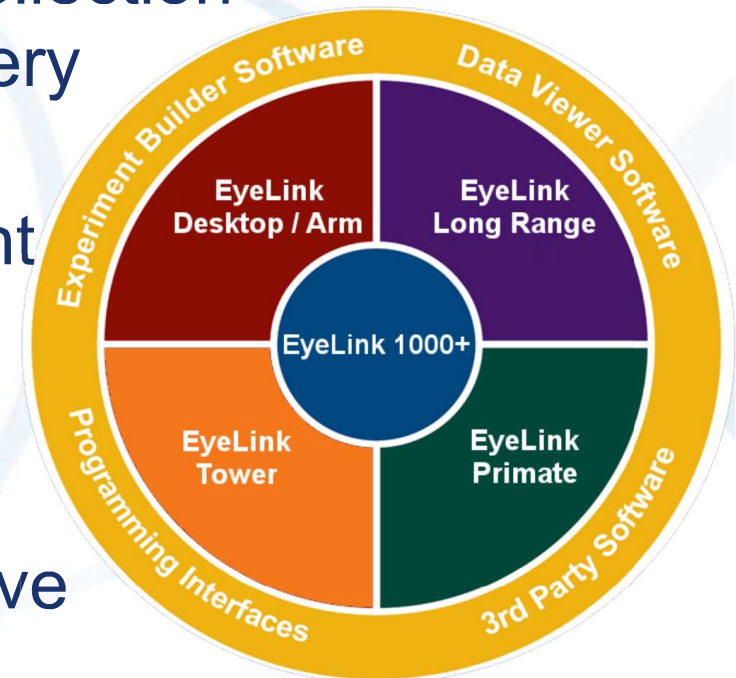 llection
ery
nt
ve
Experiment Builder Software
Data Viewer Software
EyeLink
Desktop / Arm
EyeLink
Long Range
EyeLink 1000+
EyeLink
Tower
EyeLink
Primate
Programming Interfaces
3rd Party Software